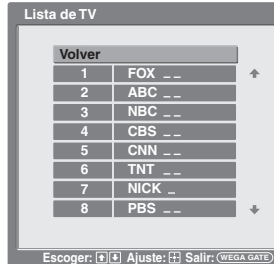 Lista de TV
Volver
1 FOX _ _
2 ABC _ _
3 NBC _ _
4 CBS _ _
5 CNN _ _
6 TNT _ _
7 NICK _
8 PBS _ _
Escoger: Ajuste: Salir: WEGA GATE